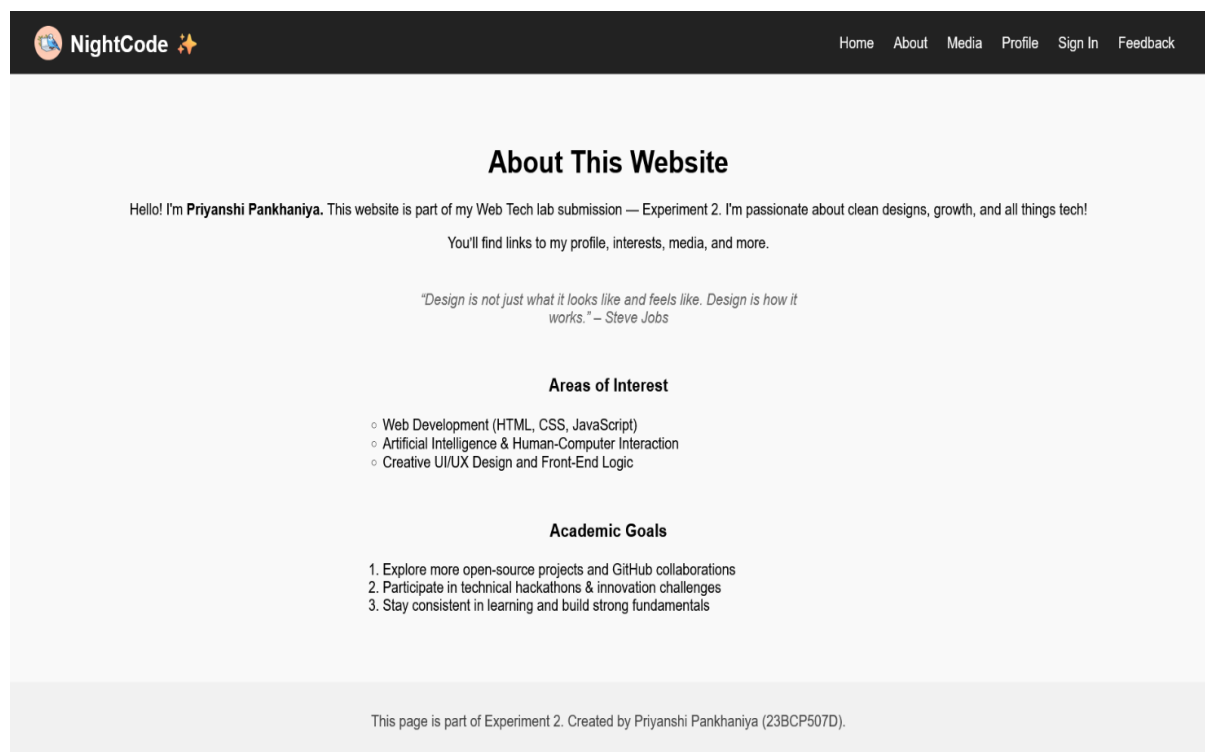 NightCode ✨
Home About Media Profile Sign In Feedback
About This Website
Hello! I'm Priyanshi Pankhaniya. This website is part of my Web Tech lab submission — Experiment 2. I'm passionate about clean designs, growth, and all things tech!
You'll find links to my profile, interests, media, and more.
“Design is not just what it looks like and feels like. Design is how it
works.” – Steve Jobs
Areas of Interest
○ Web Development (HTML, CSS, JavaScript)
○ Artificial Intelligence & Human-Computer Interaction
○ Creative UI/UX Design and Front-End Logic
Academic Goals
1. Explore more open-source projects and GitHub collaborations
2. Participate in technical hackathons & innovation challenges
3. Stay consistent in learning and build strong fundamentals
This page is part of Experiment 2. Created by Priyanshi Pankhaniya (23BCP507D).